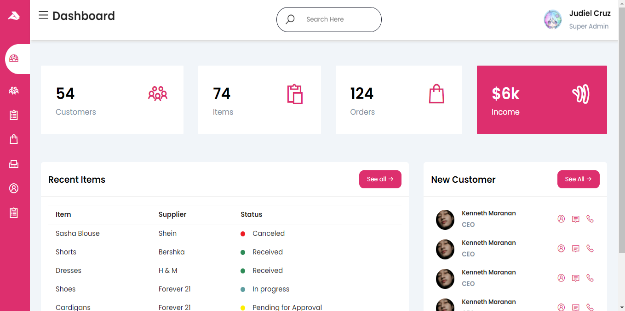 Dashboard
Search Here
Judiel Cruz
Super Admin
54
Customers
74
Items
124
Orders
$6k
Income
Recent Items
See all →
Item Supplier Status
Sasha Blouse Shein Canceled
Shorts Bershka Received
Dresses H & M Received
Shoes Forever 21 In progress
Cardigans Forever 21 Pending for Approval
New Customer
See All →
Kenneth Maranan
CEO
Kenneth Maranan
CEO
Kenneth Maranan
CEO
Kenneth Maranan